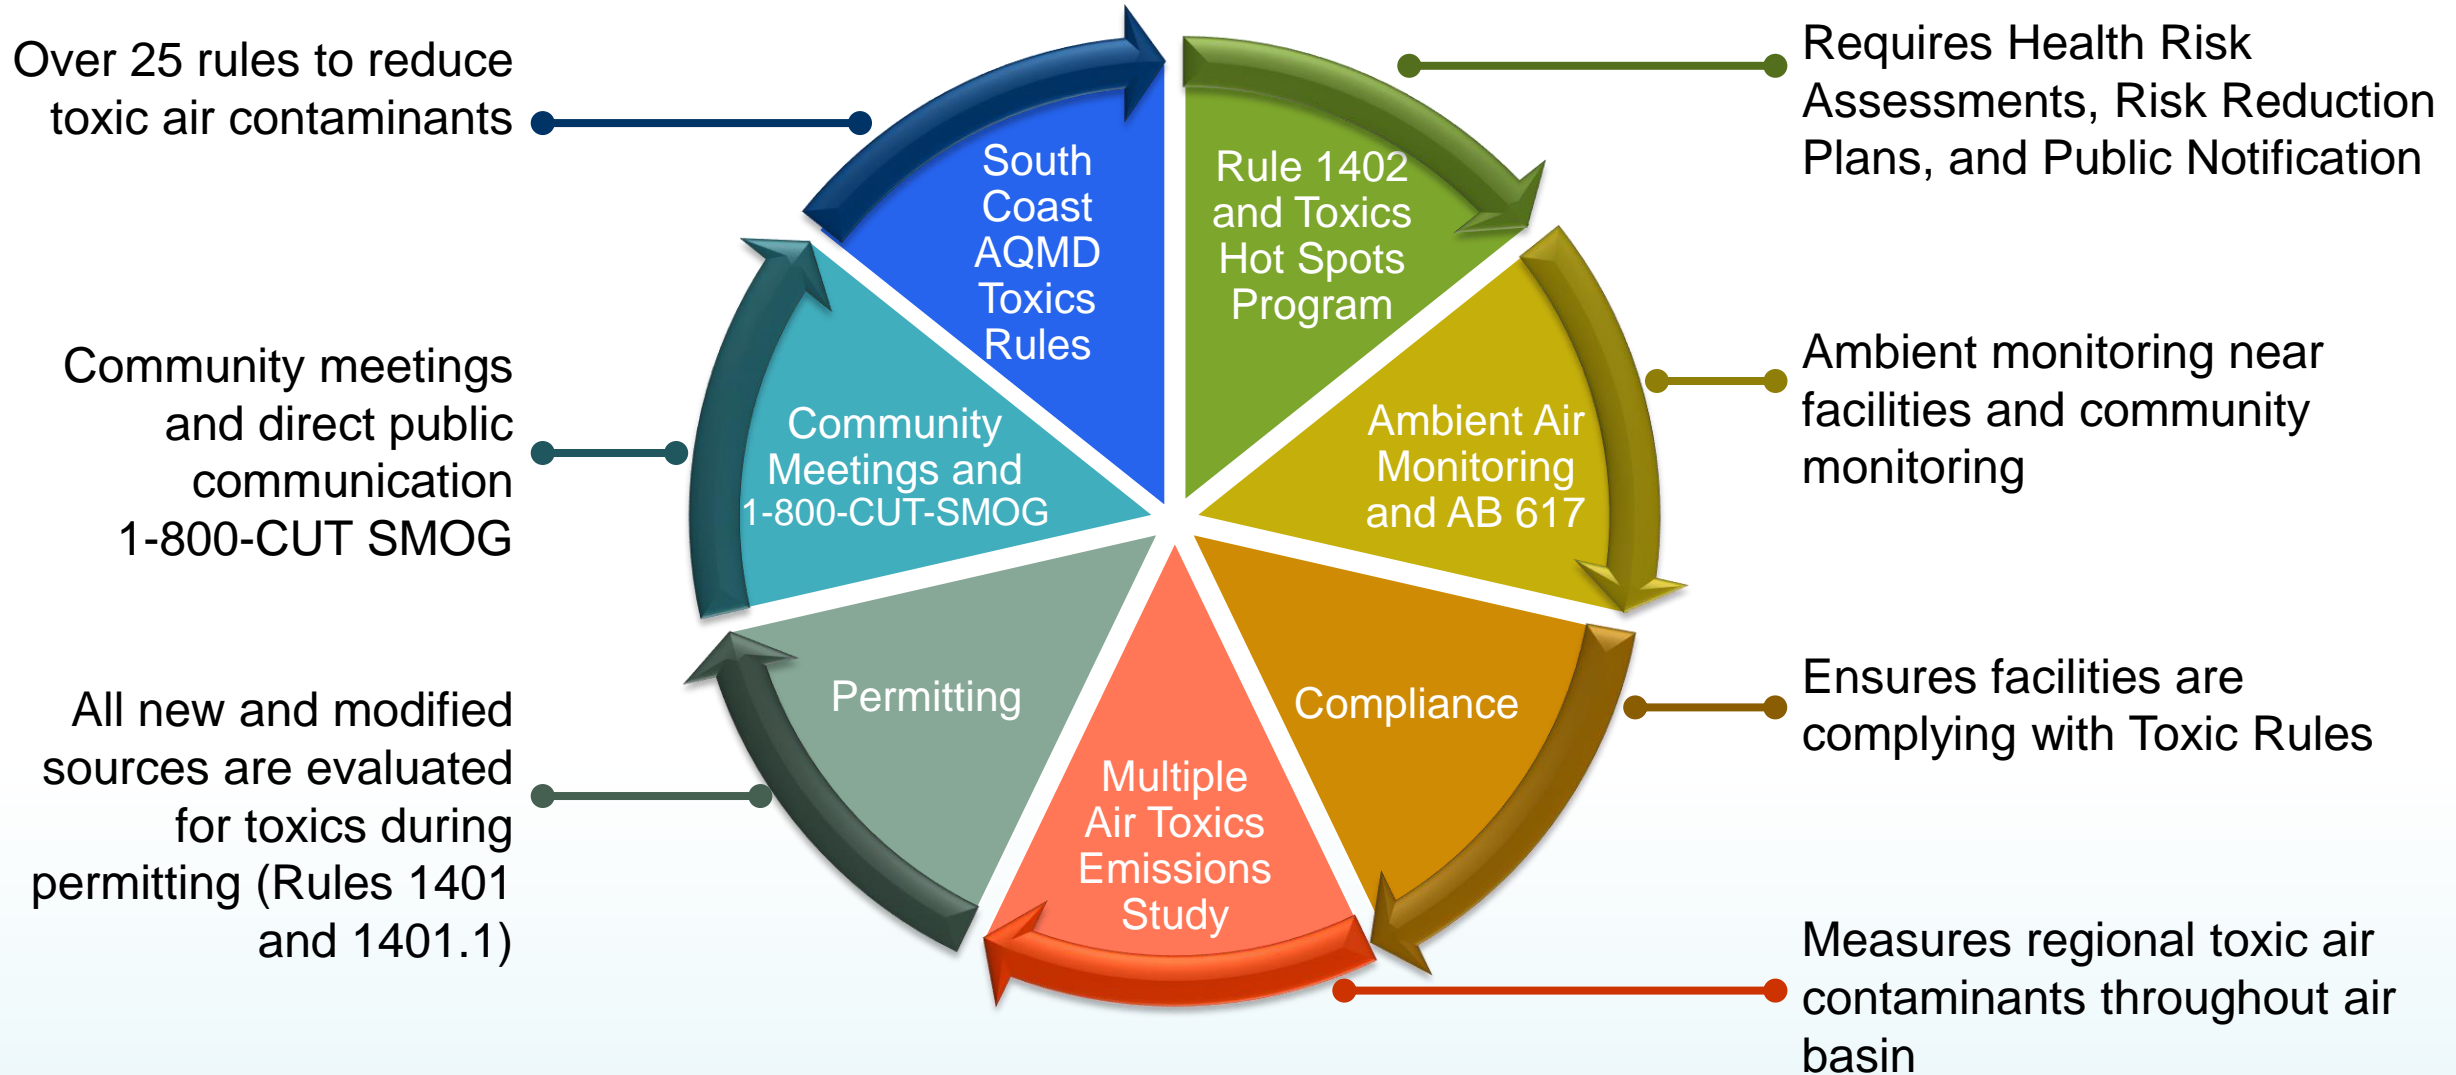 Over 25 rules to reduce
toxic air contaminants
South
Coast
AQMD
Toxics
Rules
Rule 1402
and Toxics
Hot Spots
Program
Requires Health Risk
Assessments, Risk Reduction
Plans, and Public Notification
Community meetings
and direct public
communication
1-800-CUT SMOG
Community
Meetings and
1-800-CUT-SMOG
Ambient Air
Monitoring
and AB 617
Ambient monitoring near
facilities and community
monitoring
All new and modified
sources are evaluated
for toxics during
permitting (Rules 1401
and 1401.1)
Permitting
Multiple
Air Toxics
Emissions
Study
Compliance
Ensures facilities are
complying with Toxic Rules
Measures regional toxic air
contaminants throughout air
basin